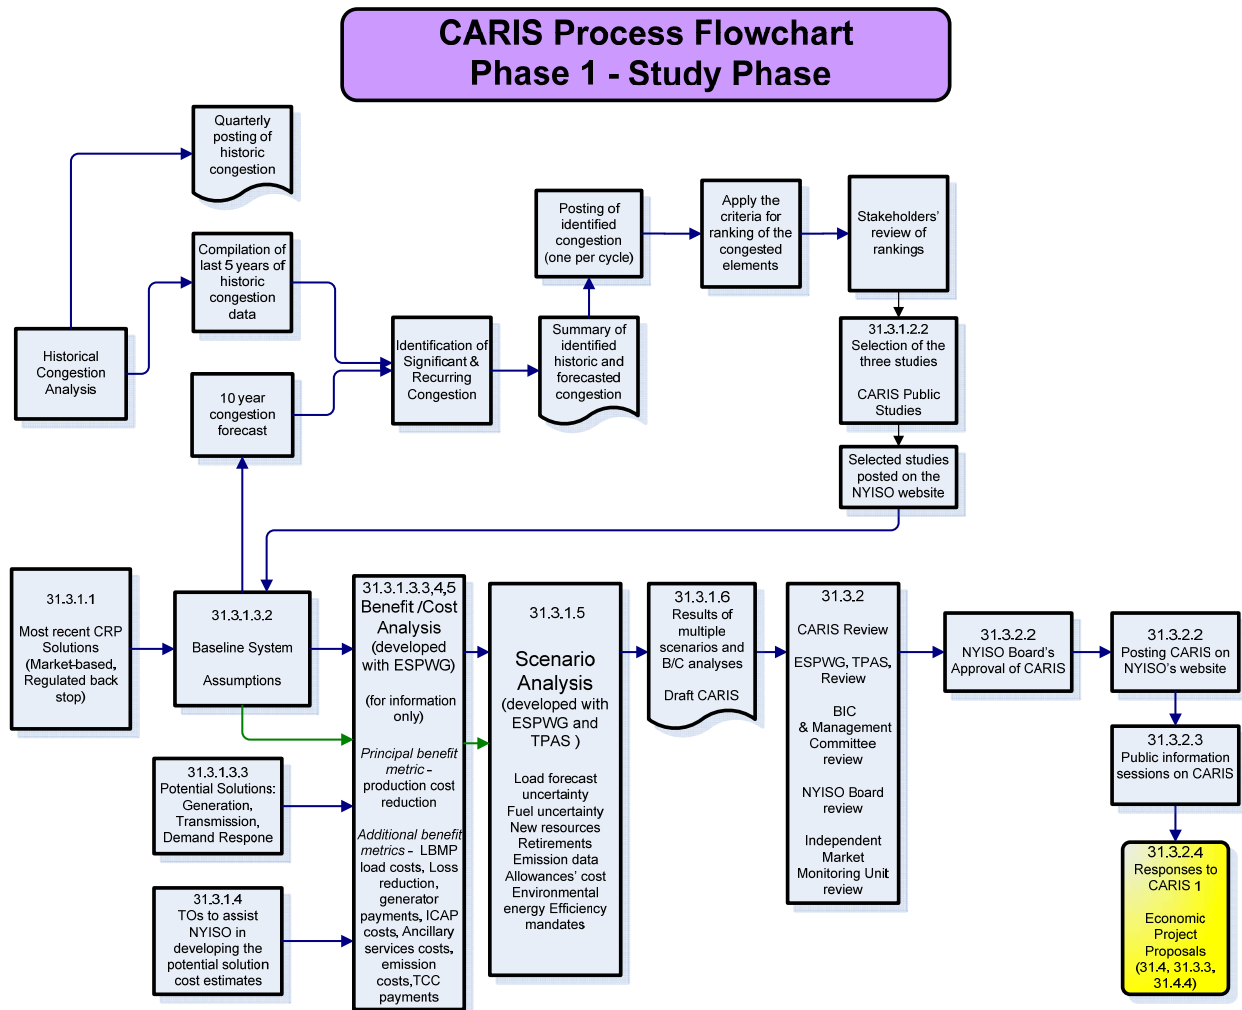 CARIS Process Flowchart
Phase 1 - Study Phase
Quarterly
posting of
historic
congestion
Compilation of
last 5 years of
historic
congestion
data
Historical
Congestion
Analysis
10 year
congestion
forecast
Identification of
Significant &
Recurring
Congestion
Summary of
identified
historic and
forecasted
congestion
Posting of
identified
congestion
(one per cycle)
Apply the
criteria for
ranking of the
congested
elements
Stakeholders'
review of
rankings
31.3.1.2.2
Selection of the
three studies
CARIS Public
Studies
Selected studies
posted on the
NYISO website
31.3.1.1
Most recent CRP
Solutions
(Market-based,
Regulated back
stop)
31.3.1.3.2
Baseline System
Assumptions
31.3.1.3.3
Potential Solutions:
Generation,
Transmission,
Demand Respone
31.3.1.4
TOs to assist
NYISO in
developing the
potential solution
cost estimates
31.3.1.3.3,4,5
Benefit /Cost
Analysis
(developed
with ESPWG)
(for information
only)
Principal benefit
metric -
production cost
reduction
Additional benefit
metrics - LBMP
load costs, Loss
reduction,
generator
payments, ICAP
costs, Ancillary
services costs,
emission
costs,TCC
payments
31.3.1.5
Scenario
Analysis
(developed with
ESPWG and
TPAS )
Load forecast
uncertainty
Fuel uncertainty
New resources
Retirements
Emission data
Allowances' cost
Environmental
energy Efficiency
mandates
31.3.1.6
Results of
multiple
scenarios and
B/C analyses
Draft CARIS
31.3.2
CARIS Review
ESPWG, TPAS,
Review
BIC
& Management
Committee
review
NYISO Board
review
Independent
Market
Monitoring Unit
review
31.3.2.2
NYISO Board's
Approval of CARIS
31.3.2.2
Posting CARIS on
NYISO's website
31.3.2.3
Public information
sessions on CARIS
31.3.2.4
Responses to
CARIS 1
Economic
Project
Proposals
(31.4, 31.3.3,
31.4.4)